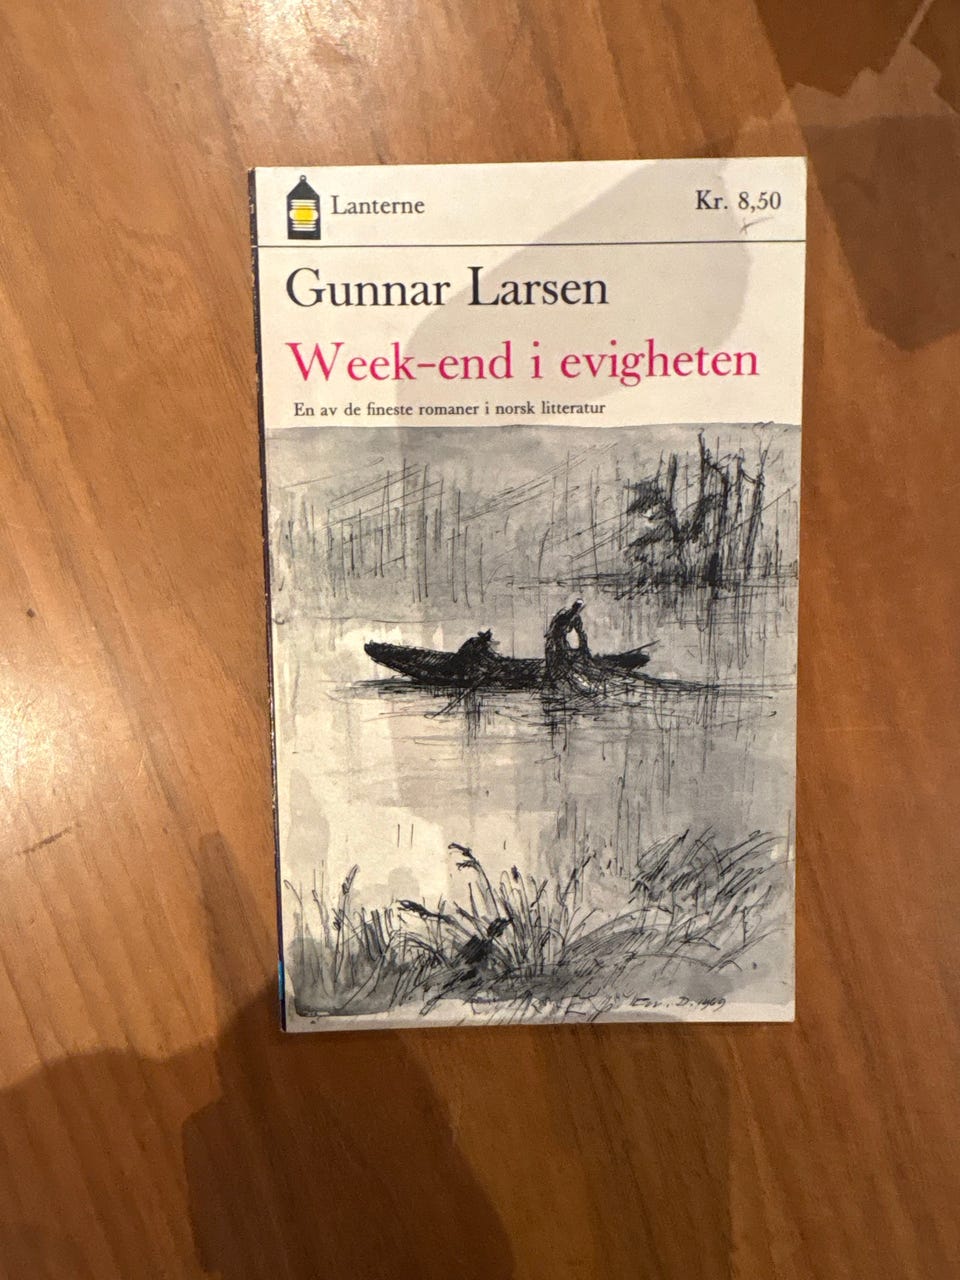 Lanterne
Kr. 8,50
Gunnar Larsen
Week-end i evigheten
En av de fineste romaner i norsk litteratur